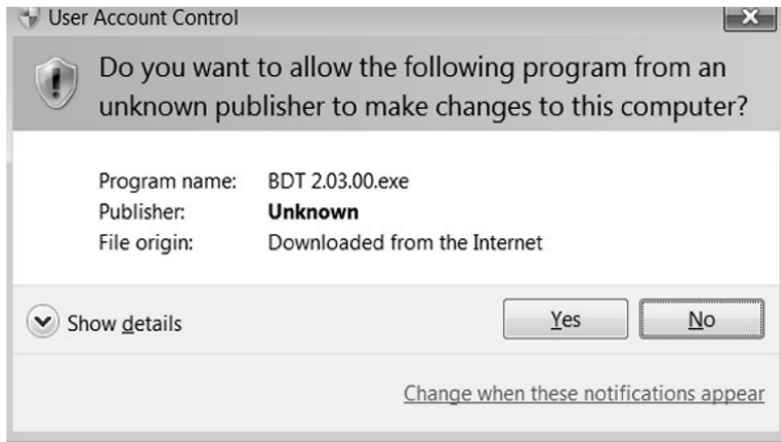 User Account Control
Do you want to allow the following program from an
unknown publisher to make changes to this computer?
Program name: BDT 2.03.00.exe
Publisher: Unknown
File origin: Downloaded from the Internet
Show details
Yes No
Change when these notifications appear